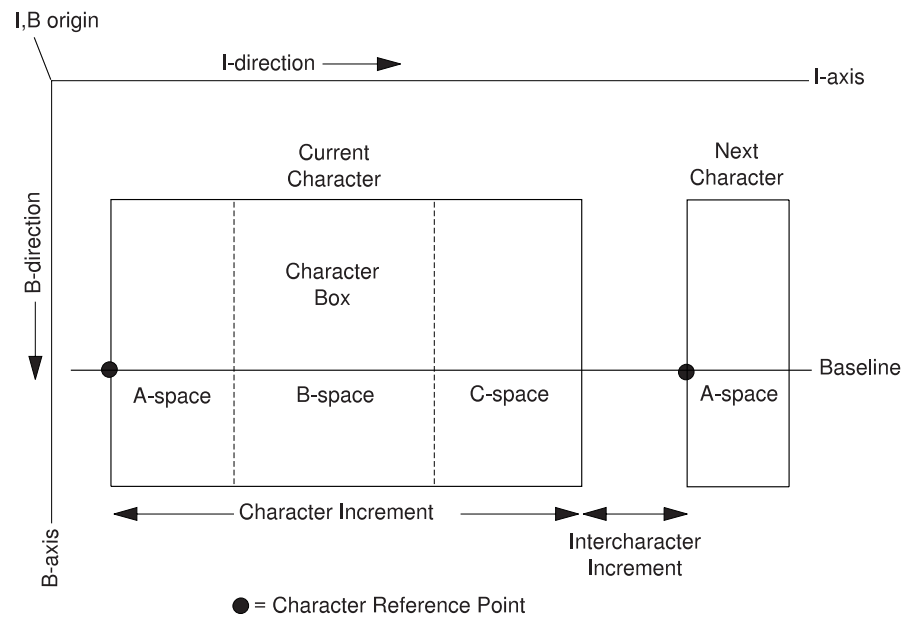 I,B origin
I-direction
I-axis
Current
Character
Next
Character
B-direction
Character
Box
Baseline
A-space
B-space
C-space
A-space
Character Increment
Intercharacter
Increment
B-axis
= Character Reference Point